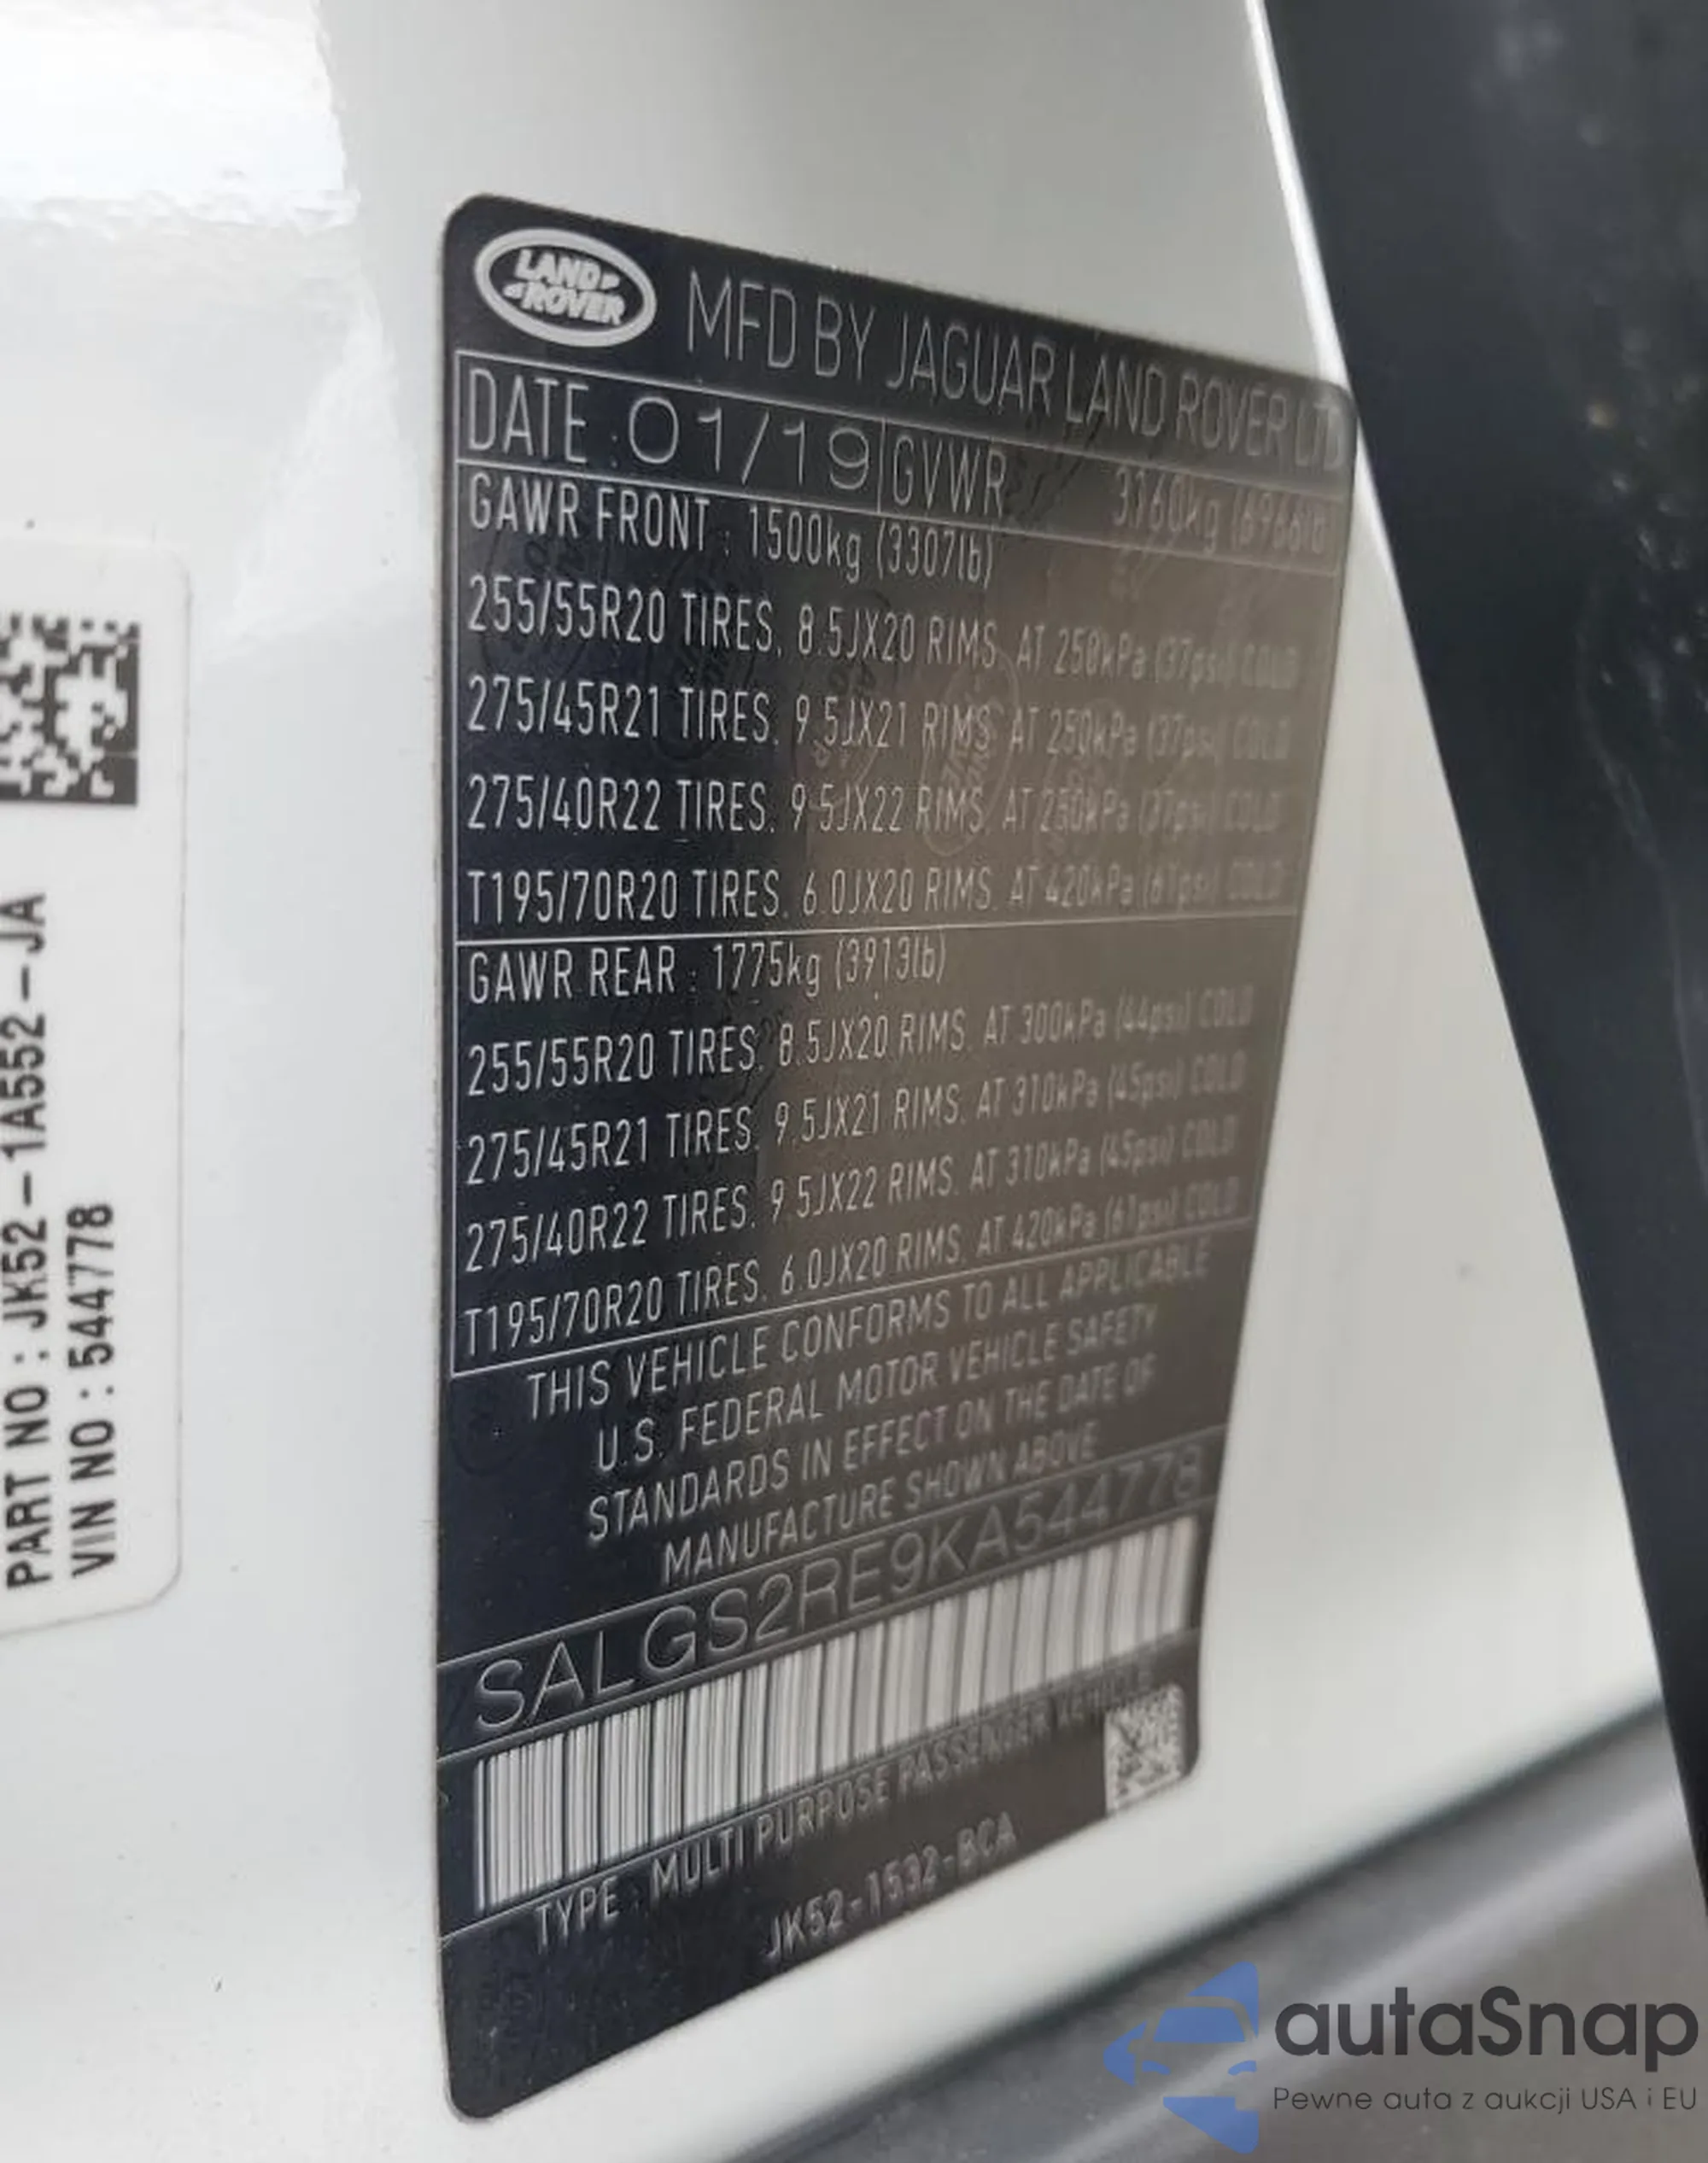 LAND ROVER
MFD BY JAGUAR LAND ROVER LTD
DATE : 01/19 GVWR 3160kg (6966lb)
GAWR FRONT : 1500kg (3307lb)
255/55R20 TIRES. 8.5JX20 RIMS. AT 250kPa (37psi) COLD
275/45R21 TIRES. 9.5JX21 RIMS. AT 250kPa (37psi) COLD
275/40R22 TIRES. 9.5JX22 RIMS. AT 250kPa (37psi) COLD
T195/70R20 TIRES. 6.0JX20 RIMS. AT 420kPa (61psi) COLD
GAWR REAR : 1775kg (3913lb)
255/55R20 TIRES. 8.5JX20 RIMS. AT 300kPa (44psi) COLD
275/45R21 TIRES. 9.5JX21 RIMS. AT 310kPa (45psi) COLD
275/40R22 TIRES. 9.5JX22 RIMS. AT 310kPa (45psi) COLD
T195/70R20 TIRES. 6.0JX20 RIMS. AT 420kPa (61psi) COLD
THIS VEHICLE CONFORMS TO ALL APPLICABLE
U.S. FEDERAL MOTOR VEHICLE SAFETY
STANDARDS IN EFFECT ON THE DATE OF
MANUFACTURE SHOWN ABOVE
SALGS2RE9KA544778
TYPE : MULTI PURPOSE PASSENGER VEHICLE
JK52-1532-BCA
PART NO : JK52-1A552-JA
VIN NO : 544778
autaSnap
Pewne auta z aukcji USA i EU